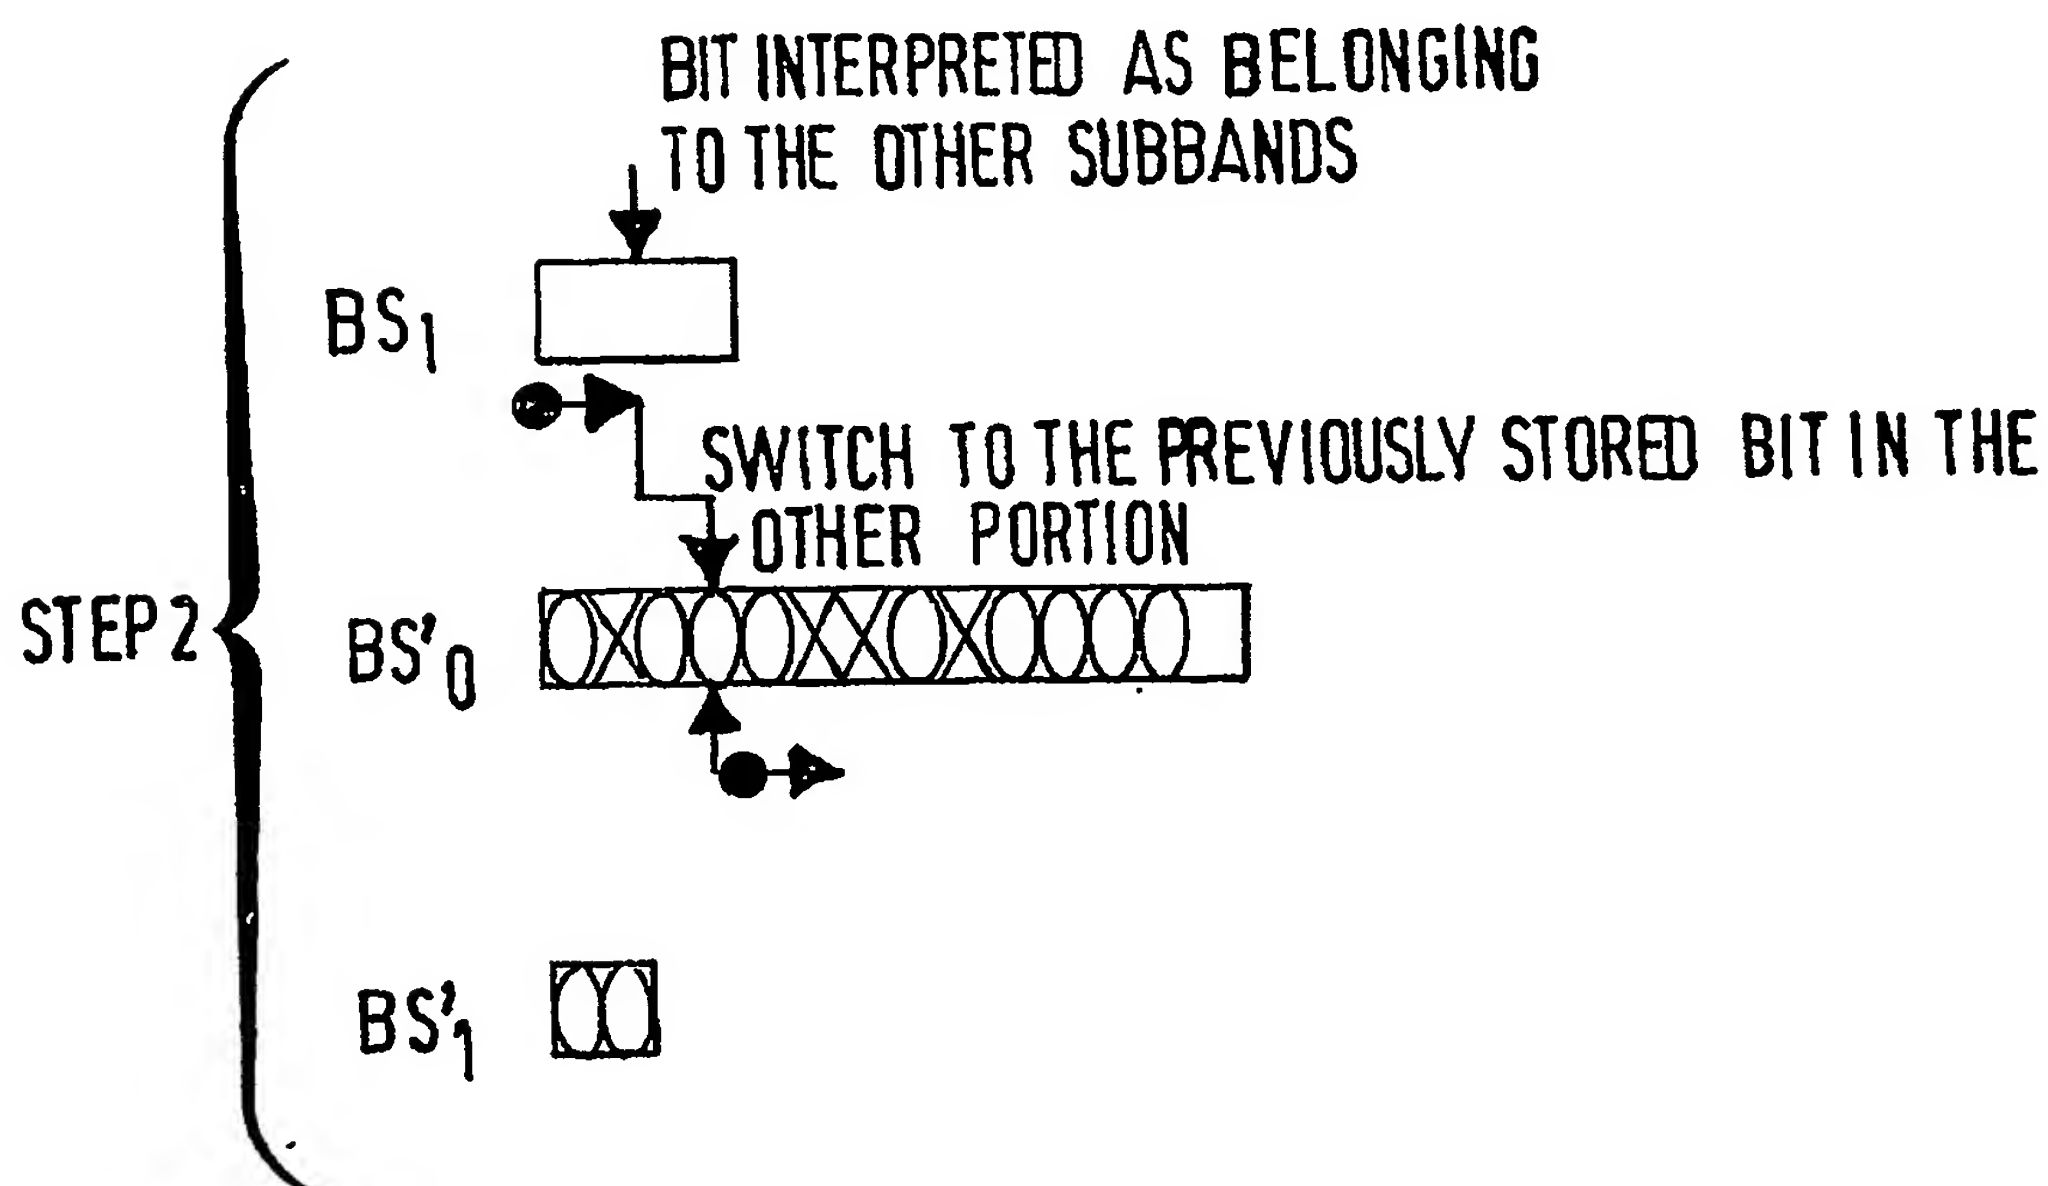 BIT INTERPRETED AS BELONGING
TO THE OTHER SUBBANDS
BS1
SWITCH TO THE PREVIOUSLY STORED BIT IN THE
OTHER PORTION
STEP 2
BS'0
BS'1